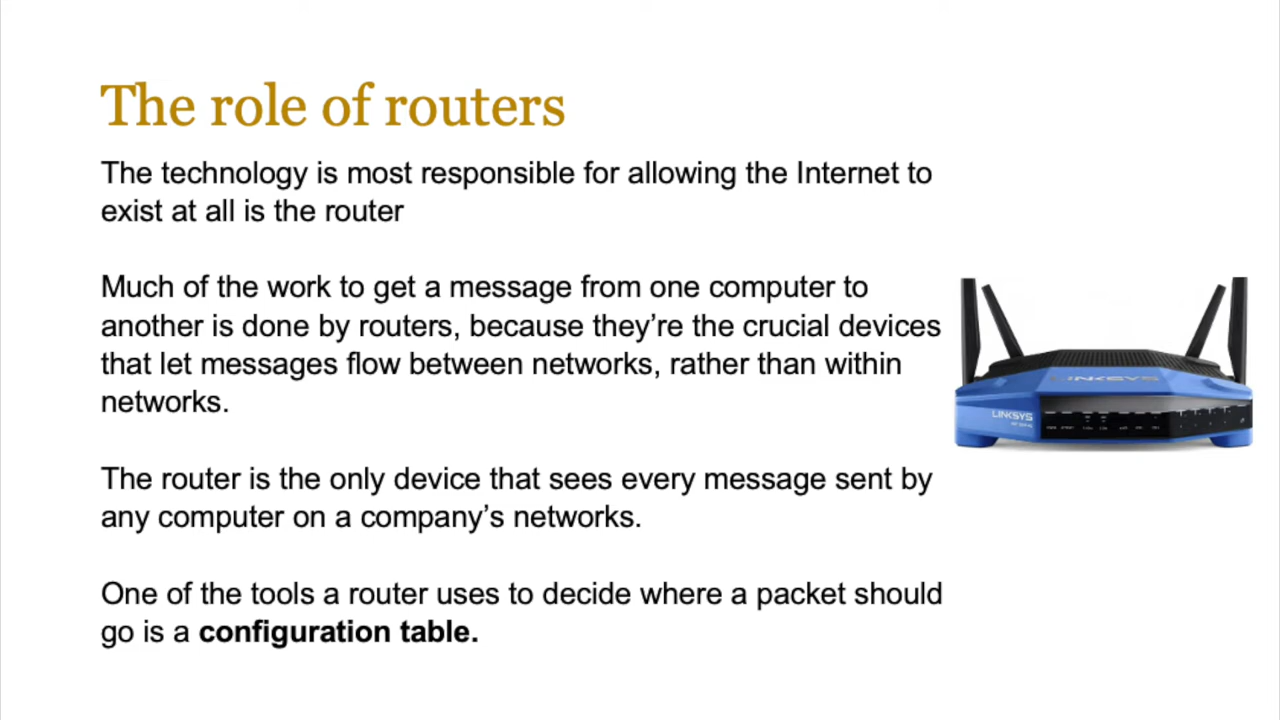 The role of routers
The technology is most responsible for allowing the Internet to
exist at all is the router
Much of the work to get a message from one computer to
another is done by routers, because they’re the crucial devices
that let messages flow between networks, rather than within
networks.
The router is the only device that sees every message sent by
any computer on a company’s networks.
One of the tools a router uses to decide where a packet should
go is a configuration table.
LINKSYS
LINKSYS